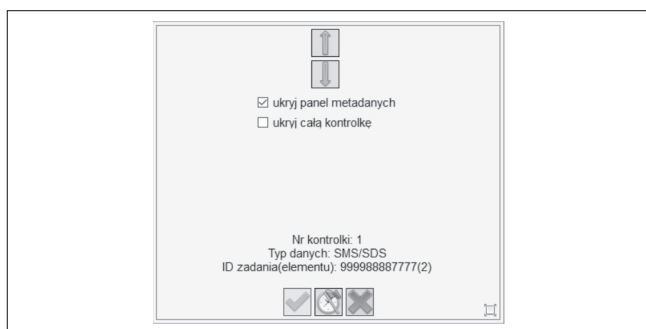 ukryj panel metadanych
ukryj całą kontrolkę
Nr kontrolki: 1
Typ danych: SMS/SDS
ID zadania(elementu): 999988887777(2)